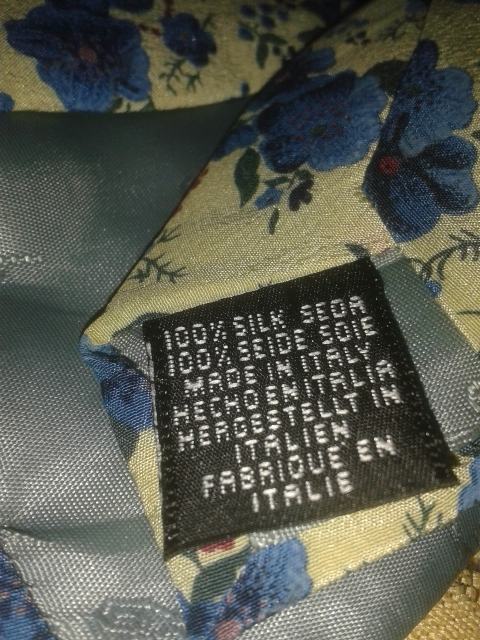 100% SILK SEDA
100% SEIDE SOIE
MADE IN ITALY
HECHO EN ITALIA
HERGESTELLT IN
ITALIEN
FABRIQUE EN
ITALIE